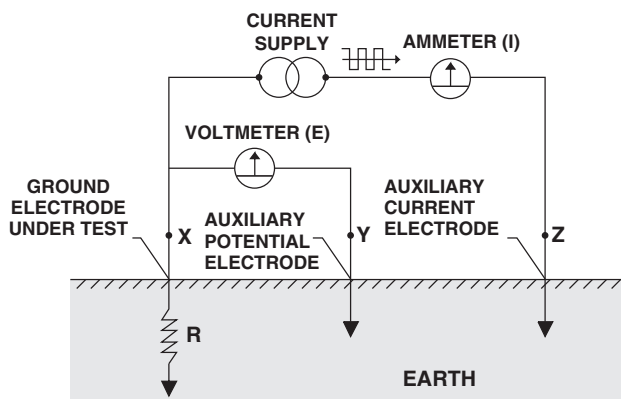 CURRENT
SUPPLY
AMMETER (I)
VOLTMETER (E)
GROUND
ELECTRODE
UNDER TEST
X
AUXILIARY
POTENTIAL
ELECTRODE
Y
AUXILIARY
CURRENT
ELECTRODE
Z
R
EARTH